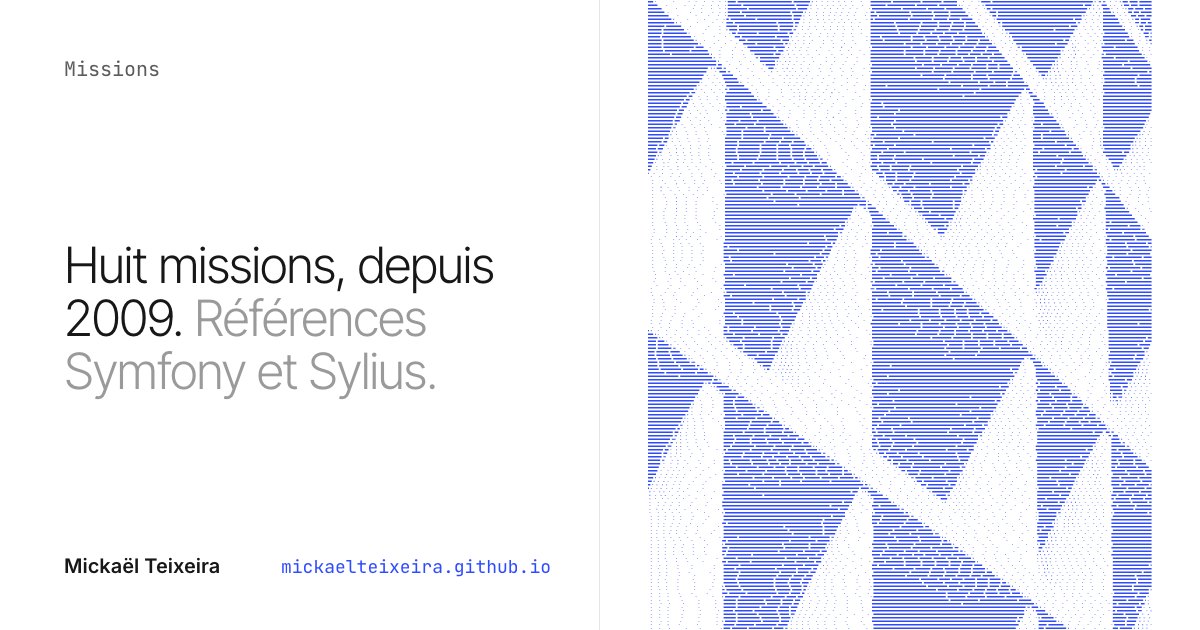 Missions
Huit missions, depuis
2009. Références
Symfony et Sylius.
Mickaël Teixeira
mickaelteixeira.github.io